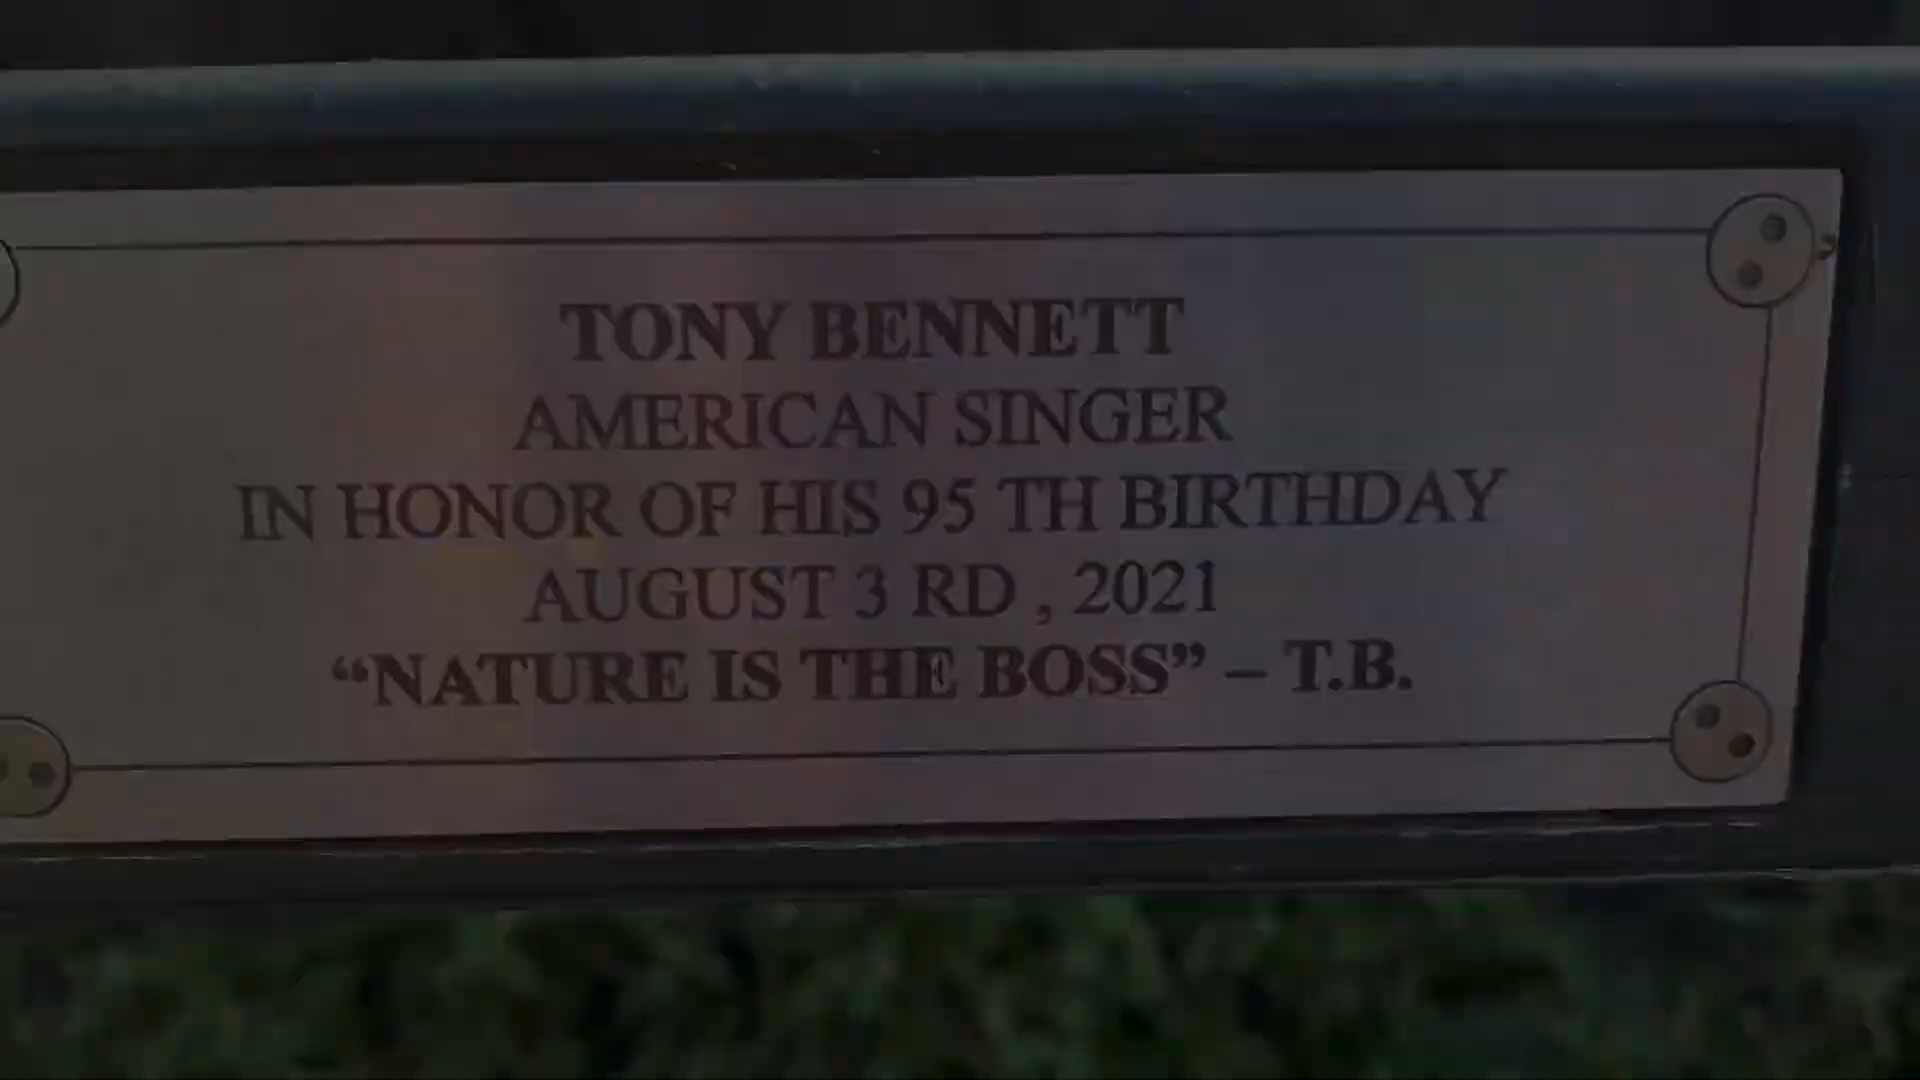 TONY BENNETT
AMERICAN SINGER
IN HONOR OF HIS 95 TH BIRTHDAY
AUGUST 3 RD , 2021
“NATURE IS THE BOSS” – T.B.